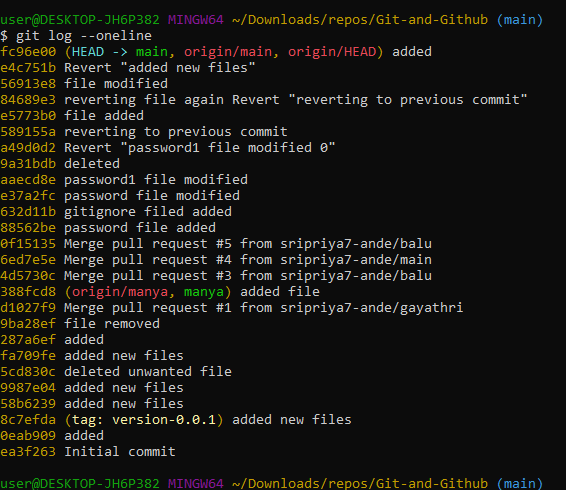 user@DESKTOP-JH6P382 MINGW64 ~/Downloads/repos/Git-and-Github (main)
$ git log --oneline
fc96e00 (HEAD -> main, origin/main, origin/HEAD) added
e4c751b Revert "added new files"
56913e8 file modified
84689e3 reverting file again Revert "reverting to previous commit"
e5773b0 file added
589155a reverting to previous commit
a49d0d2 Revert "password1 file modified 0"
9a31bdb deleted
aaecd8e password1 file modified
e37a2fc password file modified
632d11b gitignore filed added
88562be password file added
0f15135 Merge pull request #5 from sripriya7-ande/balu
6ed7e5e Merge pull request #4 from sripriya7-ande/main
4d5730c Merge pull request #3 from sripriya7-ande/balu
388fcd8 (origin/manya, manya) added file
d1027f9 Merge pull request #1 from sripriya7-ande/gayathri
9ba28ef file removed
287a6ef added
fa709fe added new files
5cd830c deleted unwanted file
9987e04 added new files
58b6239 added new files
8c7efda (tag: version-0.0.1) added new files
0eab909 added
ea3f263 Initial commit
user@DESKTOP-JH6P382 MINGW64 ~/Downloads/repos/Git-and-Github (main)